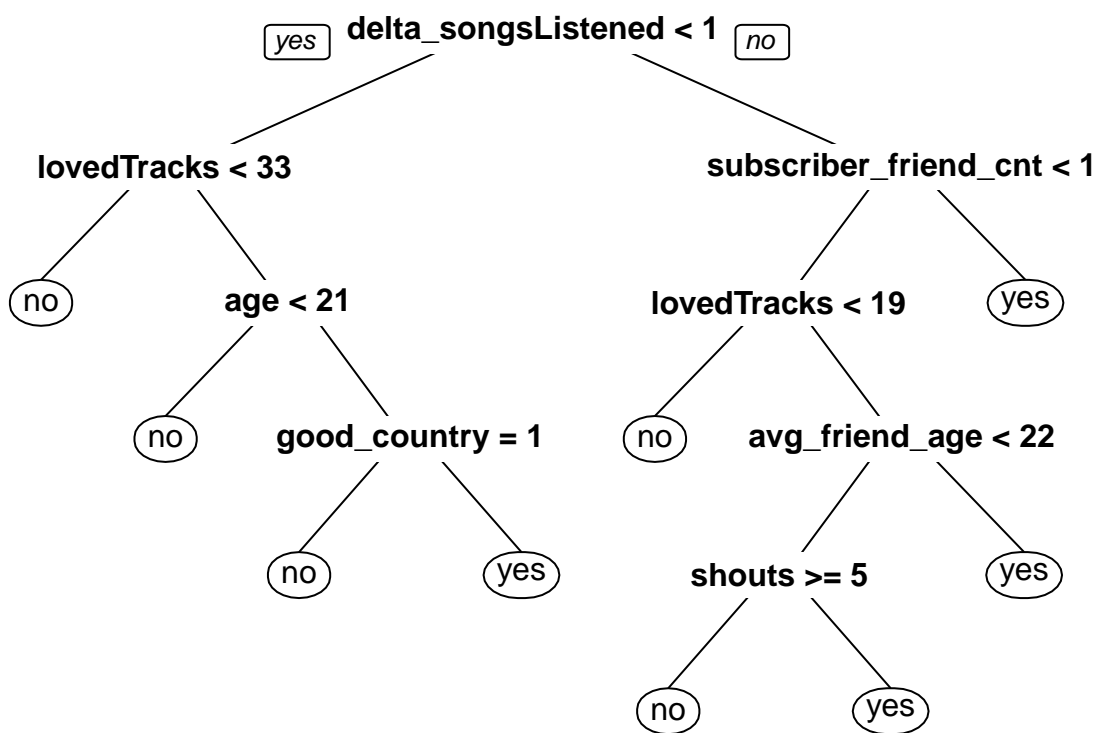 yes delta_songsListened < 1 no
lovedTracks < 33 subscriber_friend_cnt < 1
no age < 21 lovedTracks < 19 yes
no good_country = 1 no avg_friend_age < 22
no yes shouts >= 5 yes
no yes